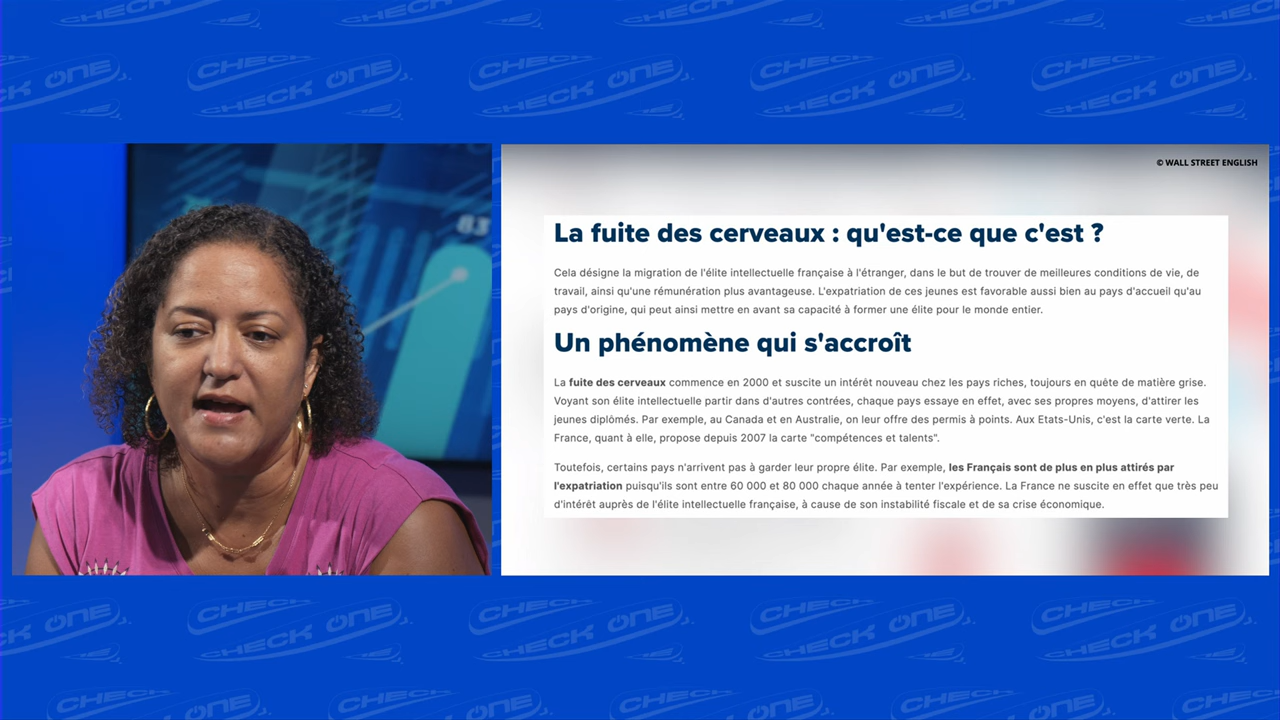 CHECK ONE
83
© WALL STREET ENGLISH
La fuite des cerveaux : qu'est-ce que c'est ?
Cela désigne la migration de l'élite intellectuelle française à l'étranger, dans le but de trouver de meilleures conditions de vie, de
travail, ainsi qu'une rémunération plus avantageuse. L'expatriation de ces jeunes est favorable aussi bien au pays d'accueil qu'au
pays d'origine, qui peut ainsi mettre en avant sa capacité à former une élite pour le monde entier.
Un phénomène qui s'accroît
La fuite des cerveaux commence en 2000 et suscite un intérêt nouveau chez les pays riches, toujours en quête de matière grise.
Voyant son élite intellectuelle partir dans d'autres contrées, chaque pays essaye en effet, avec ses propres moyens, d'attirer les
jeunes diplômés. Par exemple, au Canada et en Australie, on leur offre des permis à points. Aux Etats-Unis, c'est la carte verte. La
France, quant à elle, propose depuis 2007 la carte "compétences et talents".
Toutefois, certains pays n'arrivent pas à garder leur propre élite. Par exemple, les Français sont de plus en plus attirés par
l'expatriation puisqu'ils sont entre 60 000 et 80 000 chaque année à tenter l'expérience. La France ne suscite en effet que très peu
d'intérêt auprès de l'élite intellectuelle française, à cause de son instabilité fiscale et de sa crise économique.